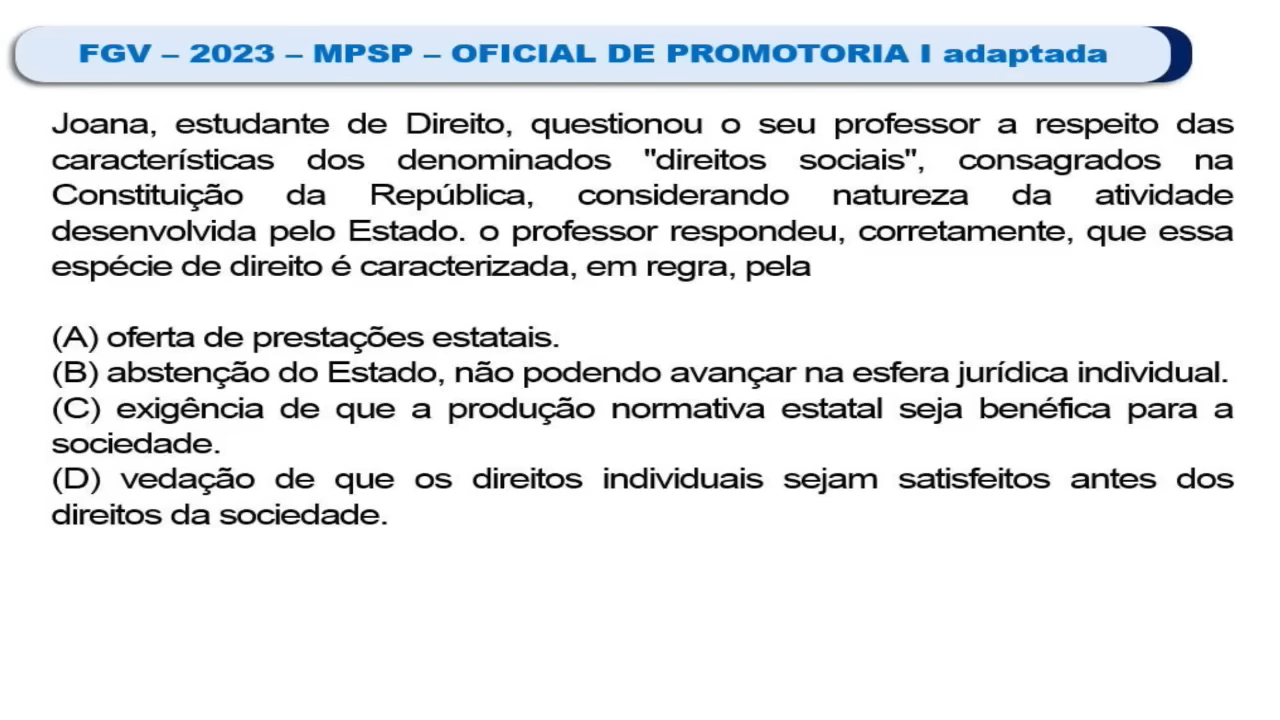 FGV – 2023 – MPSP – OFICIAL DE PROMOTORIA I adaptada
Joana, estudante de Direito, questionou o seu professor a respeito das
características dos denominados "direitos sociais", consagrados na
Constituição da República, considerando natureza da atividade
desenvolvida pelo Estado. o professor respondeu, corretamente, que essa
espécie de direito é caracterizada, em regra, pela
(A) oferta de prestações estatais.
(B) abstenção do Estado, não podendo avançar na esfera jurídica individual.
(C) exigência de que a produção normativa estatal seja benéfica para a
sociedade.
(D) vedação de que os direitos individuais sejam satisfeitos antes dos
direitos da sociedade.